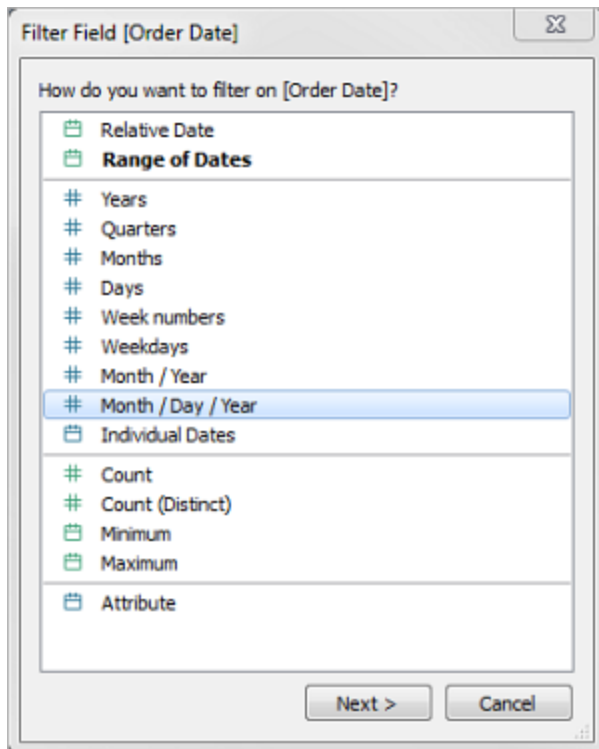 Filter Field [Order Date]
How do you want to filter on [Order Date]?
Relative Date
Range of Dates
Years
Quarters
Months
Days
Week numbers
Weekdays
Month / Year
Month / Day / Year
Individual Dates
Count
Count (Distinct)
Minimum
Maximum
Attribute
Next >
Cancel